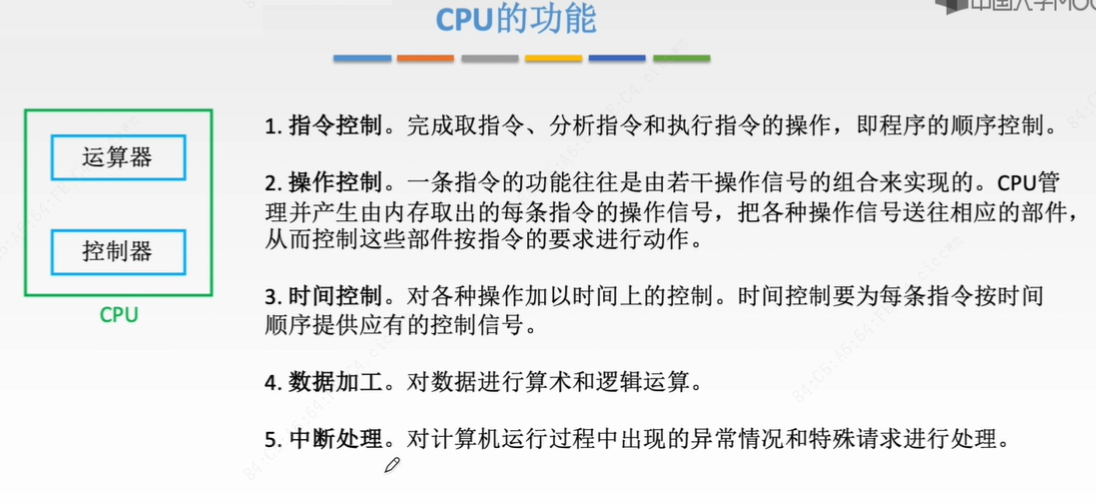 CPU的功能
运算器
控制器
CPU
1. 指令控制。完成取指令、分析指令和执行指令的操作，即程序的顺序控制。
2. 操作控制。一条指令的功能往往是由若干操作信号的组合来实现的。CPU管
理并产生由内存取出的每条指令的操作信号，把各种操作信号送往相应的部件，
从而控制这些部件按指令的要求进行动作。
3. 时间控制。对各种操作加以时间上的控制。时间控制要为每条指令按时间
顺序提供应有的控制信号。
4. 数据加工。对数据进行算术和逻辑运算。
5. 中断处理。对计算机运行过程中出现的异常情况和特殊请求进行处理。